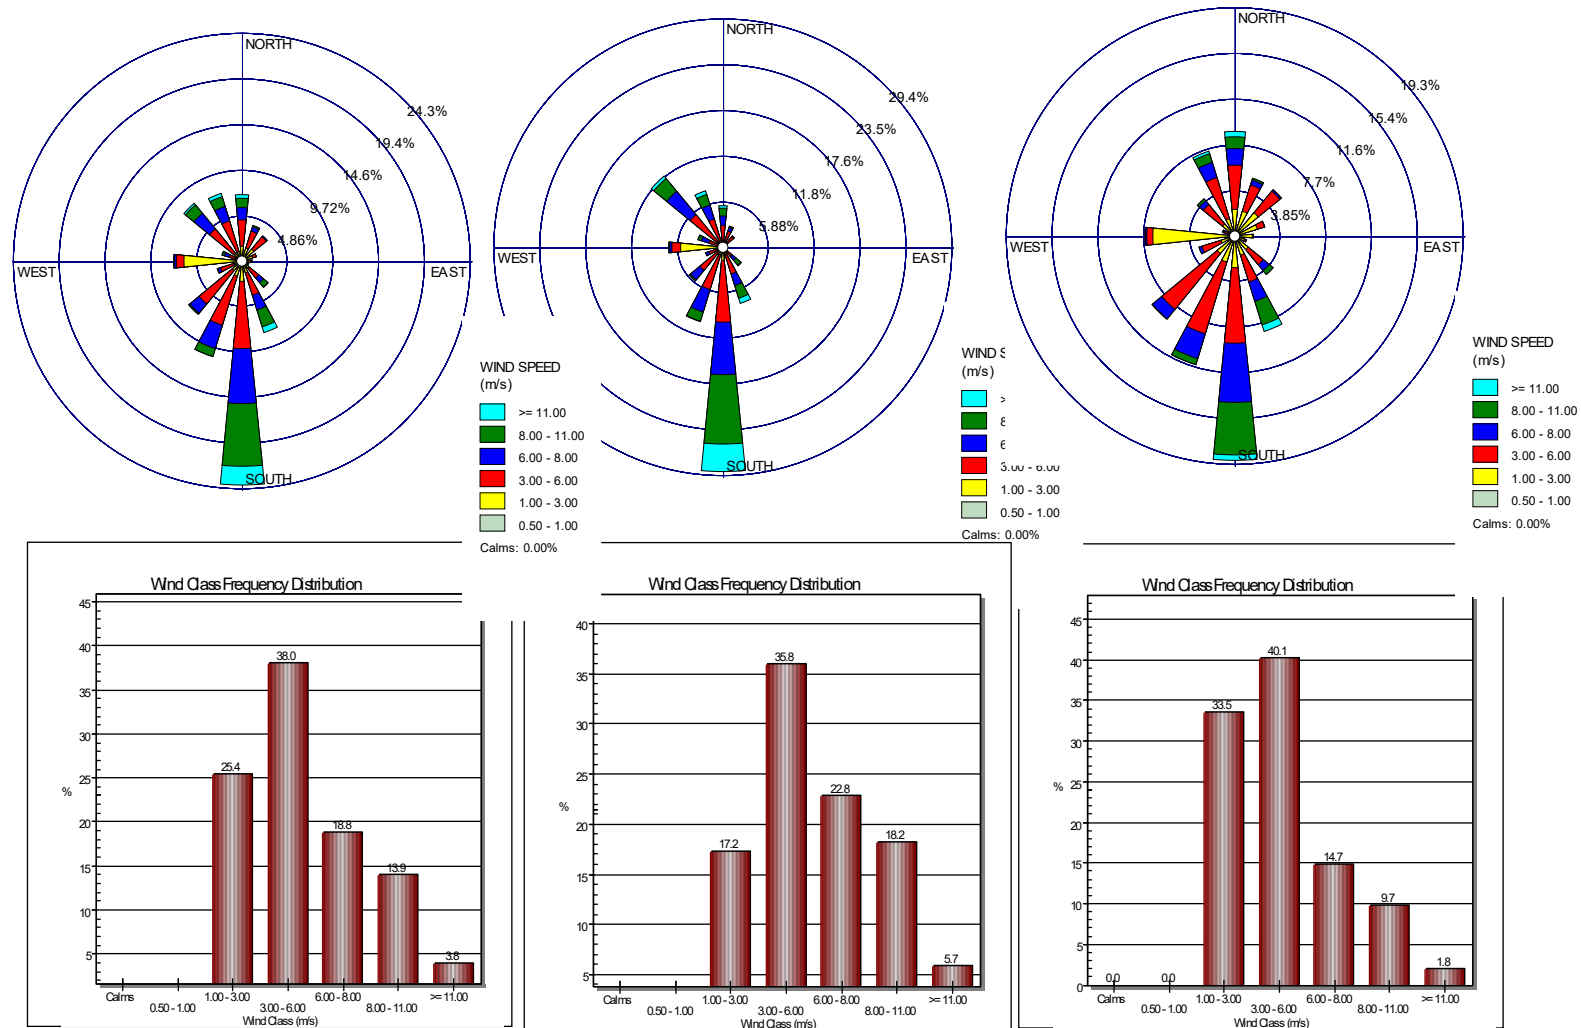 NORTH
24.3%
19.4%
14.6%
9.72%
4.86%
WEST
EAST
SOUTH
WIND SPEED
(m/s)
>= 11.00
8.00 - 11.00
6.00 - 8.00
3.00 - 6.00
1.00 - 3.00
0.50 - 1.00
Calms: 0.00%
NORTH
29.4%
23.5%
17.6%
11.8%
5.88%
WEST
EAST
SOUTH
WIND S
(m/s)
>
8
6
3.00 - 6.00
1.00 - 3.00
0.50 - 1.00
Calms: 0.00%
NORTH
19.3%
15.4%
11.6%
7.7%
3.85%
WEST
EAST
SOUTH
WIND SPEED
(m/s)
>= 11.00
8.00 - 11.00
6.00 - 8.00
3.00 - 6.00
1.00 - 3.00
0.50 - 1.00
Calms: 0.00%
Wind Class Frequency Distribution
45
40
35
30
25
20
15
10
5
%
25.4
38.0
18.8
13.9
3.8
Calms
0.50 - 1.00
1.00 - 3.00
3.00 - 6.00
6.00 - 8.00
8.00 - 11.00
>= 11.00
Wind Class (m/s)
Wind Class Frequency Distribution
40
35
30
25
20
15
10
5
%
17.2
35.8
22.8
18.2
5.7
Calms
0.50 - 1.00
1.00 - 3.00
3.00 - 6.00
6.00 - 8.00
8.00 - 11.00
>= 11.00
Wind Class (m/s)
Wind Class Frequency Distribution
45
40
35
30
25
20
15
10
5
0
%
0.0
0.0
33.5
40.1
14.7
9.7
1.8
Calms
0.50 - 1.00
1.00 - 3.00
3.00 - 6.00
6.00 - 8.00
8.00 - 11.00
>= 11.00
Wind Class (m/s)